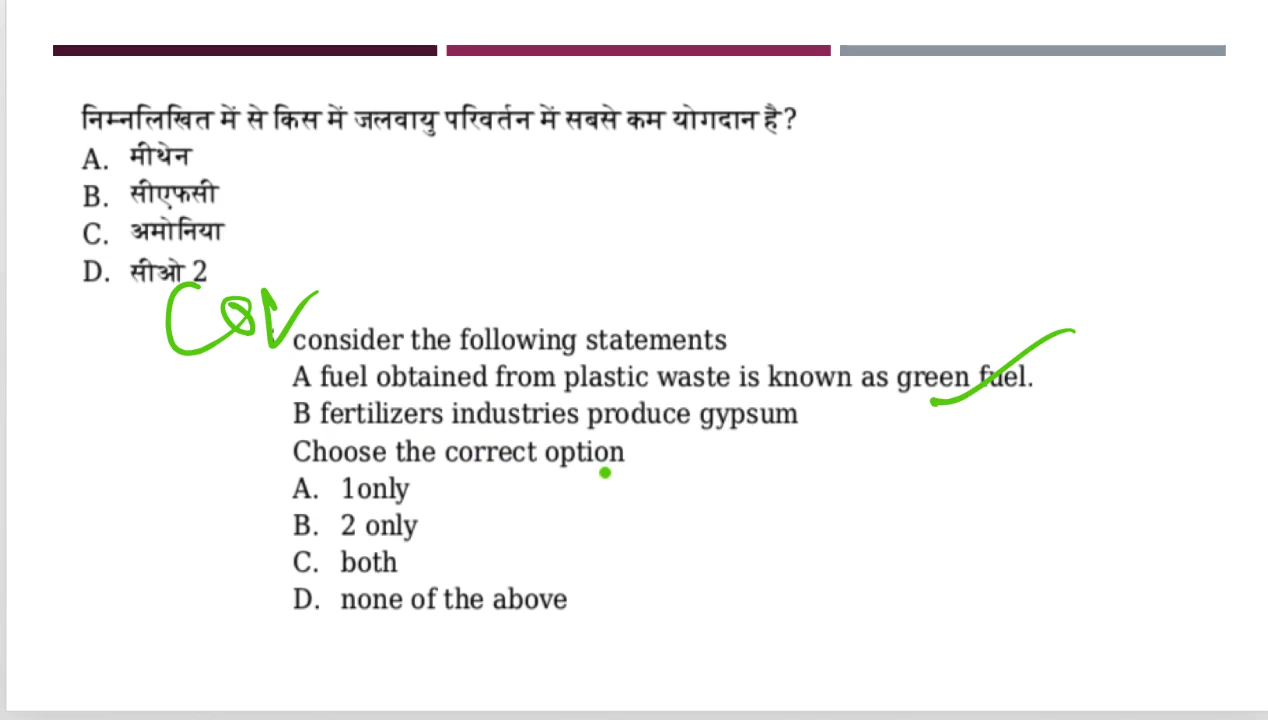 निम्नलिखित में से किस में जलवायु परिवर्तन में सबसे कम योगदान है?
A. मीथेन
B. सीएफसी
C. अमोनिया
D. सीओ 2
consider the following statements
A fuel obtained from plastic waste is known as green fuel.
B fertilizers industries produce gypsum
Choose the correct option
A. 1only
B. 2 only
C. both
D. none of the above